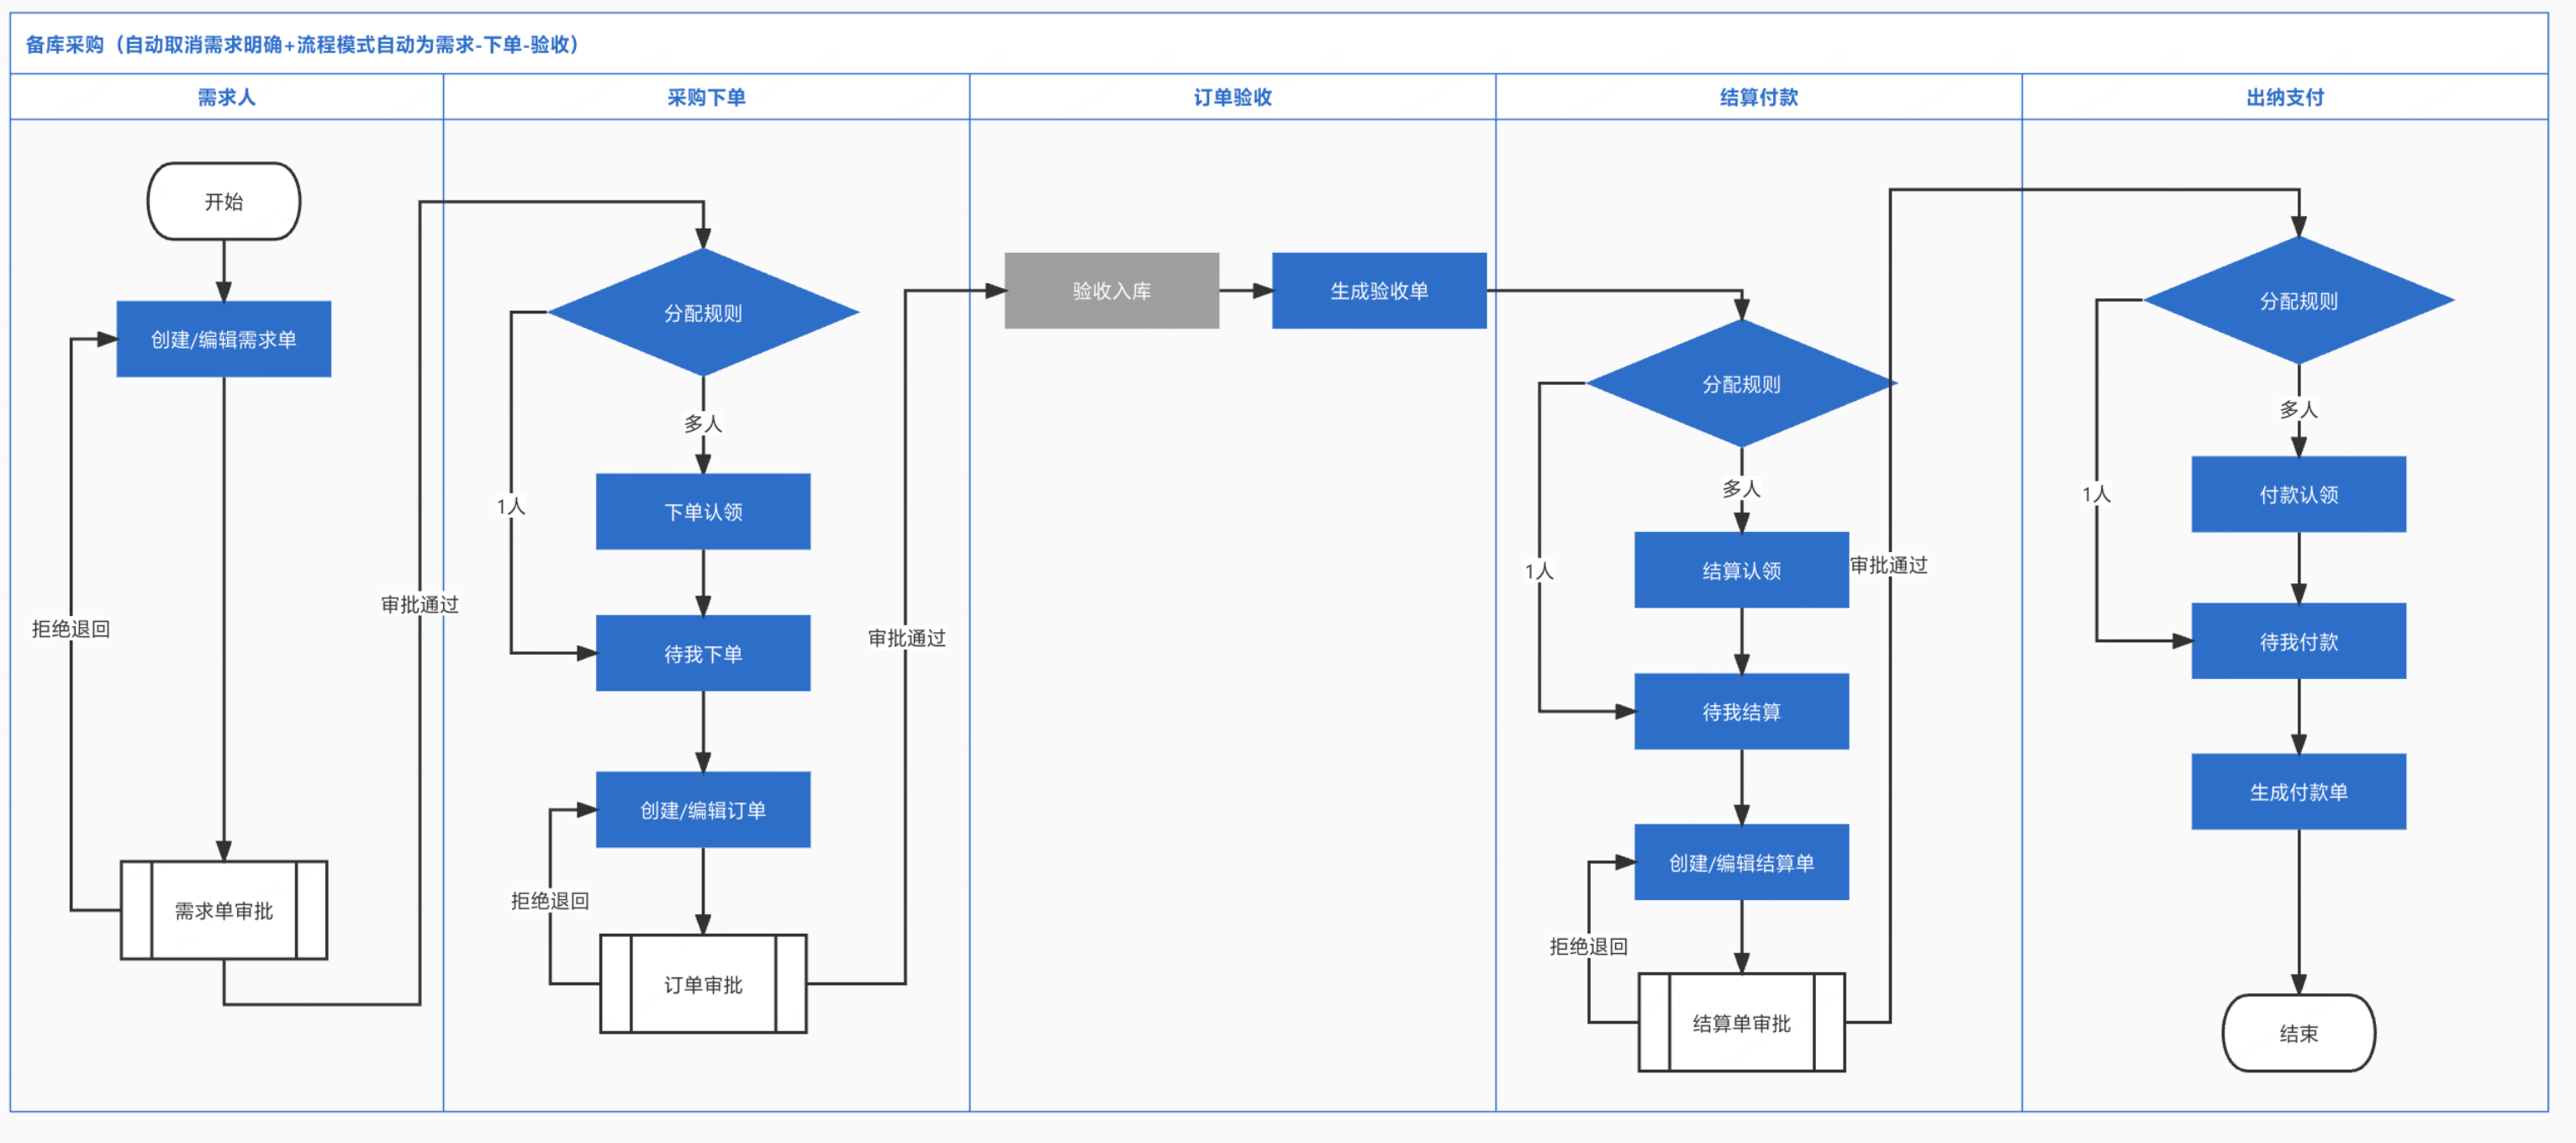 备库采购（自动取消需求明确+流程模式自动为需求-下单-验收）
需求人
采购下单
订单验收
结算付款
出纳支付
开始
创建/编辑需求单
拒绝退回
需求单审批
审批通过
分配规则
多人
1人
下单认领
待我下单
创建/编辑订单
拒绝退回
订单审批
审批通过
验收入库
生成验收单
分配规则
多人
1人
结算认领
待我结算
创建/编辑结算单
拒绝退回
结算单审批
审批通过
分配规则
多人
1人
付款认领
待我付款
生成付款单
结束